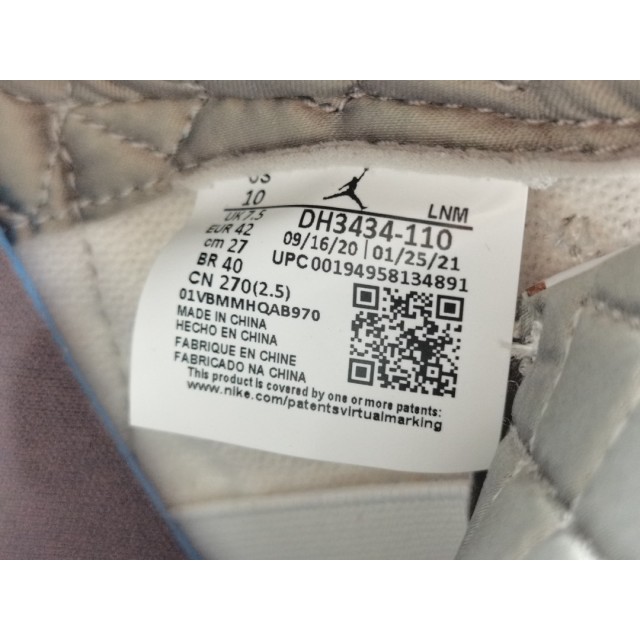 US
10
UK 7.5
EUR 42
cm 27
BR 40
CN 270(2.5)
01VBMMHQAB970
MADE IN CHINA
HECHO EN CHINA
FABRIQUE EN CHINE
FABRICADO NA CHINA
This product is covered by one or more patents:
www.nike.com/patentsvirtualmarking
LNM
DH3434-110
09/16/20 | 01/25/21
UPC00194958134891